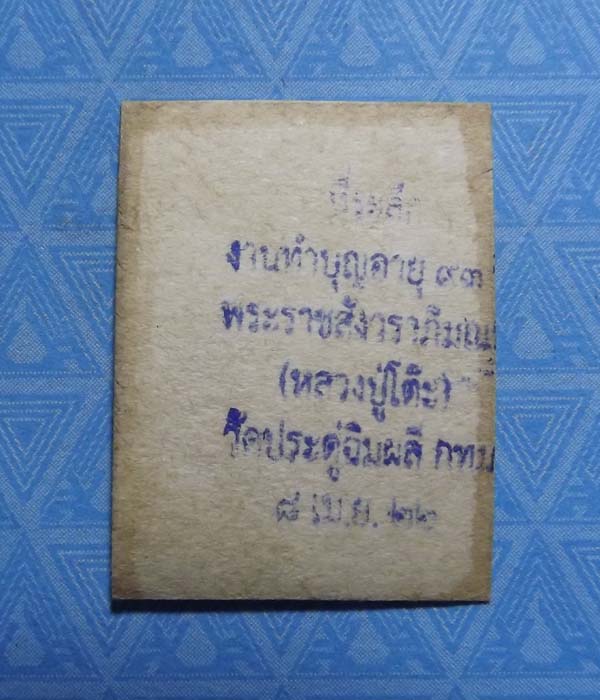 ที่ระลึก
งานทำบุญอายุ ๙๓
พระราชสังวราภิมณ
(หลวงปู่โต๊ะ)
วัดประดู่ฉิมพลี กทม
๘ เม.ย. ๒๒